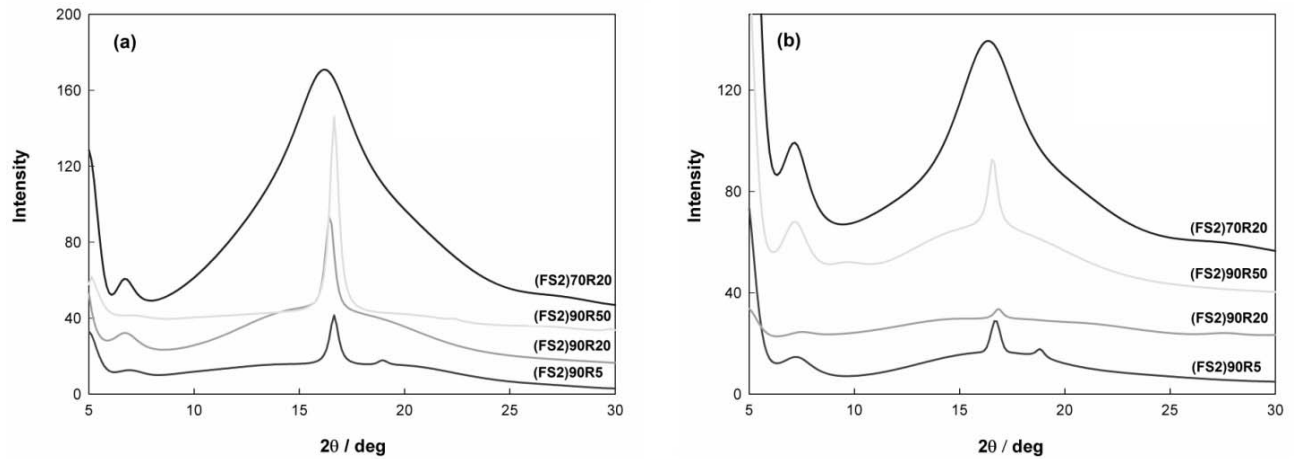 (a)
200
160
120
80
40
0
Intensity
(FS2)70R20
(FS2)90R50
(FS2)90R20
(FS2)90R5
5 10 15 20 25 30
2θ / deg
(b)
120
80
40
0
Intensity
(FS2)70R20
(FS2)90R50
(FS2)90R20
(FS2)90R5
5 10 15 20 25 30
2θ / deg